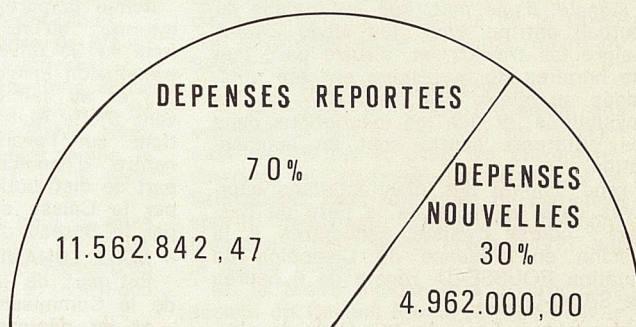 DEPENSES REPORTEES
70%
11.562.842,47
DEPENSES
NOUVELLES
30%
4.962.000,00